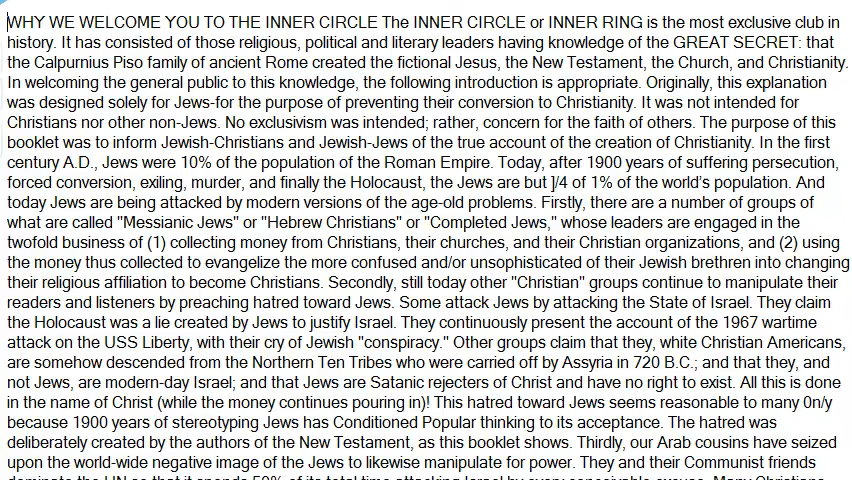 WHY WE WELCOME YOU TO THE INNER CIRCLE The INNER CIRCLE or INNER RING is the most exclusive club in
history. It has consisted of those religious, political and literary leaders having knowledge of the GREAT SECRET: that
the Calpurnius Piso family of ancient Rome created the fictional Jesus, the New Testament, the Church, and Christianity.
In welcoming the general public to this knowledge, the following introduction is appropriate. Originally, this explanation
was designed solely for Jews-for the purpose of preventing their conversion to Christianity. It was not intended for
Christians nor other non-Jews. No exclusivism was intended; rather, concern for the faith of others. The purpose of this
booklet was to inform Jewish-Christians and Jewish-Jews of the true account of the creation of Christianity. In the first
century A.D., Jews were 10% of the population of the Roman Empire. Today, after 1900 years of suffering persecution,
forced conversion, exiling, murder, and finally the Holocaust, the Jews are but ]/4 of 1% of the world's population. And
today Jews are being attacked by modern versions of the age-old problems. Firstly, there are a number of groups of
what are called "Messianic Jews" or "Hebrew Christians" or "Completed Jews," whose leaders are engaged in the
twofold business of (1) collecting money from Christians, their churches, and their Christian organizations, and (2) using
the money thus collected to evangelize the more confused and/or unsophisticated of their Jewish brethren into changing
their religious affiliation to become Christians. Secondly, still today other "Christian" groups continue to manipulate their
readers and listeners by preaching hatred toward Jews. Some attack Jews by attacking the State of Israel. They claim
the Holocaust was a lie created by Jews to justify Israel. They continuously present the account of the 1967 wartime
attack on the USS Liberty, with their cry of Jewish "conspiracy." Other groups claim that they, white Christian Americans,
are somehow descended from the Northern Ten Tribes who were carried off by Assyria in 720 B.C.; and that they, and
not Jews, are modern-day Israel; and that Jews are Satanic rejecters of Christ and have no right to exist. All this is done
in the name of Christ (while the money continues pouring in)! This hatred toward Jews seems reasonable to many 0n/y
because 1900 years of stereotyping Jews has Conditioned Popular thinking to its acceptance. The hatred was
deliberately created by the authors of the New Testament, as this booklet shows. Thirdly, our Arab cousins have seized
upon the world-wide negative image of the Jews to likewise manipulate for power. They and their Communist friends
dominate the UN so that it spends 50% of its total time attacking Israel by every conceivable excuse. Many Christians